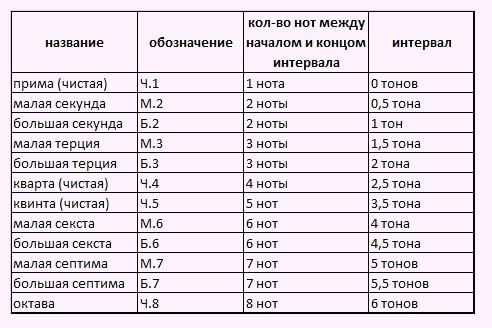 название обозначение кол-во нот между началом и концом интервала интервал
прима (чистая) Ч.1 1 нота 0 тонов
малая секунда М.2 2 ноты 0,5 тона
большая секунда Б.2 2 ноты 1 тон
малая терция М.3 3 ноты 1,5 тона
большая терция Б.3 3 ноты 2 тона
кварта (чистая) Ч.4 4 ноты 2,5 тона
квинта (чистая) Ч.5 5 нот 3,5 тона
малая секста М.6 6 нот 4 тона
большая секста Б.6 6 нот 4,5 тона
малая септима М.7 7 нот 5 тонов
большая септима Б.7 7 нот 5,5 тонов
октава Ч.8 8 нот 6 тонов